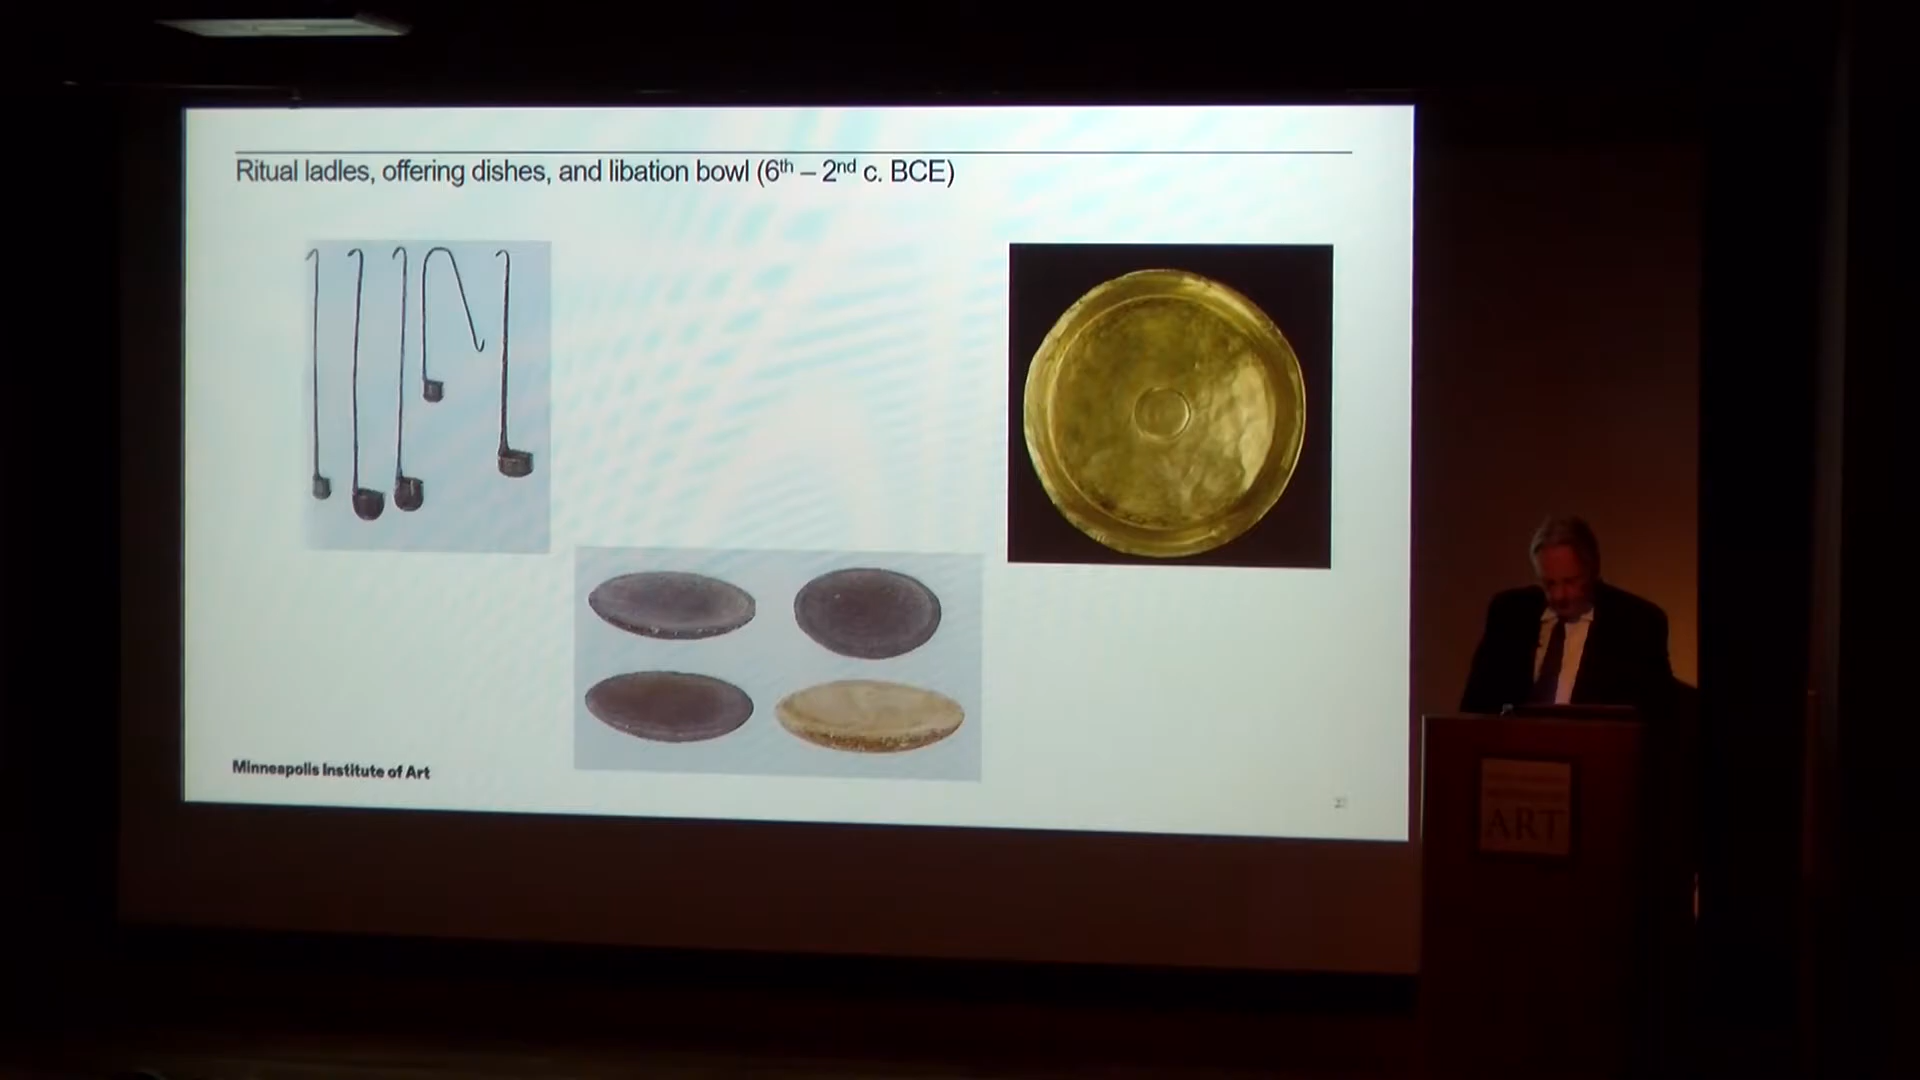 Ritual ladles, offering dishes, and libation bowl (6th – 2nd c. BCE)
Minneapolis Institute of Art
ART